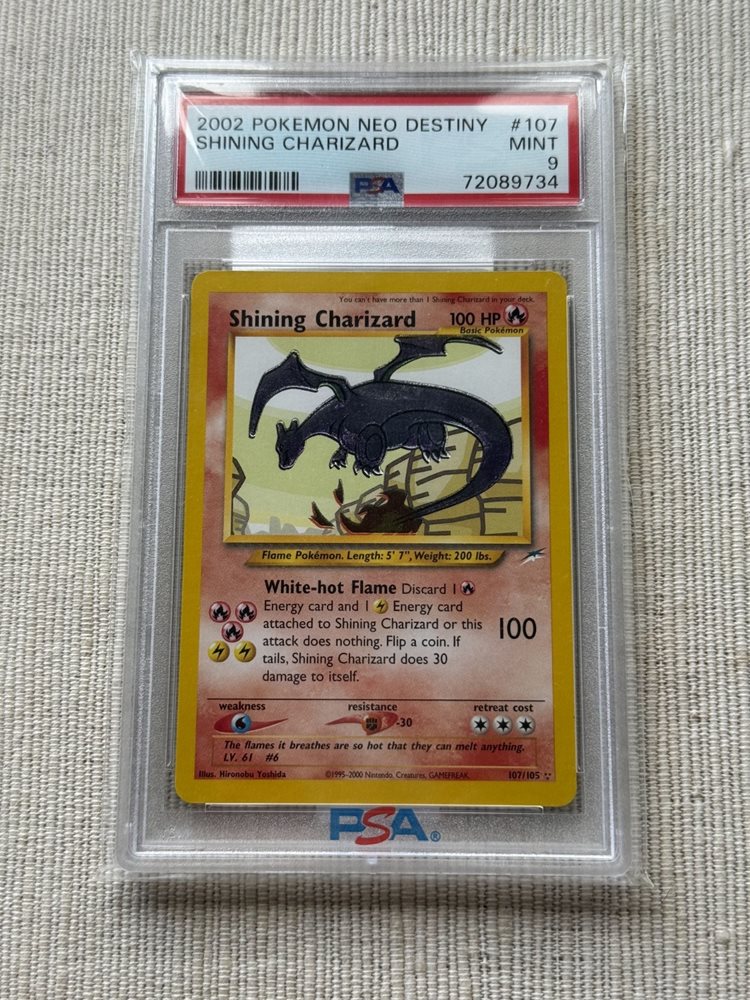 2002 POKEMON NEO DESTINY #107
SHINING CHARIZARD MINT
9
PSA 72089734
You can't have more than 1 Shining Charizard in your deck.
Shining Charizard 100 HP
Basic Pokémon
Flame Pokémon. Length: 5' 7", Weight: 200 lbs.
White-hot Flame Discard 1
Energy card and 1 Energy card
attached to Shining Charizard or this
attack does nothing. Flip a coin. If
tails, Shining Charizard does 30
damage to itself.
100
weakness resistance retreat cost
-30
The flames it breathes are so hot that they can melt anything.
LV. 61 #6
Illus. Hironobu Yoshida ©1995-2000 Nintendo, Creatures, GAMEFREAK. 107/105
PSA®